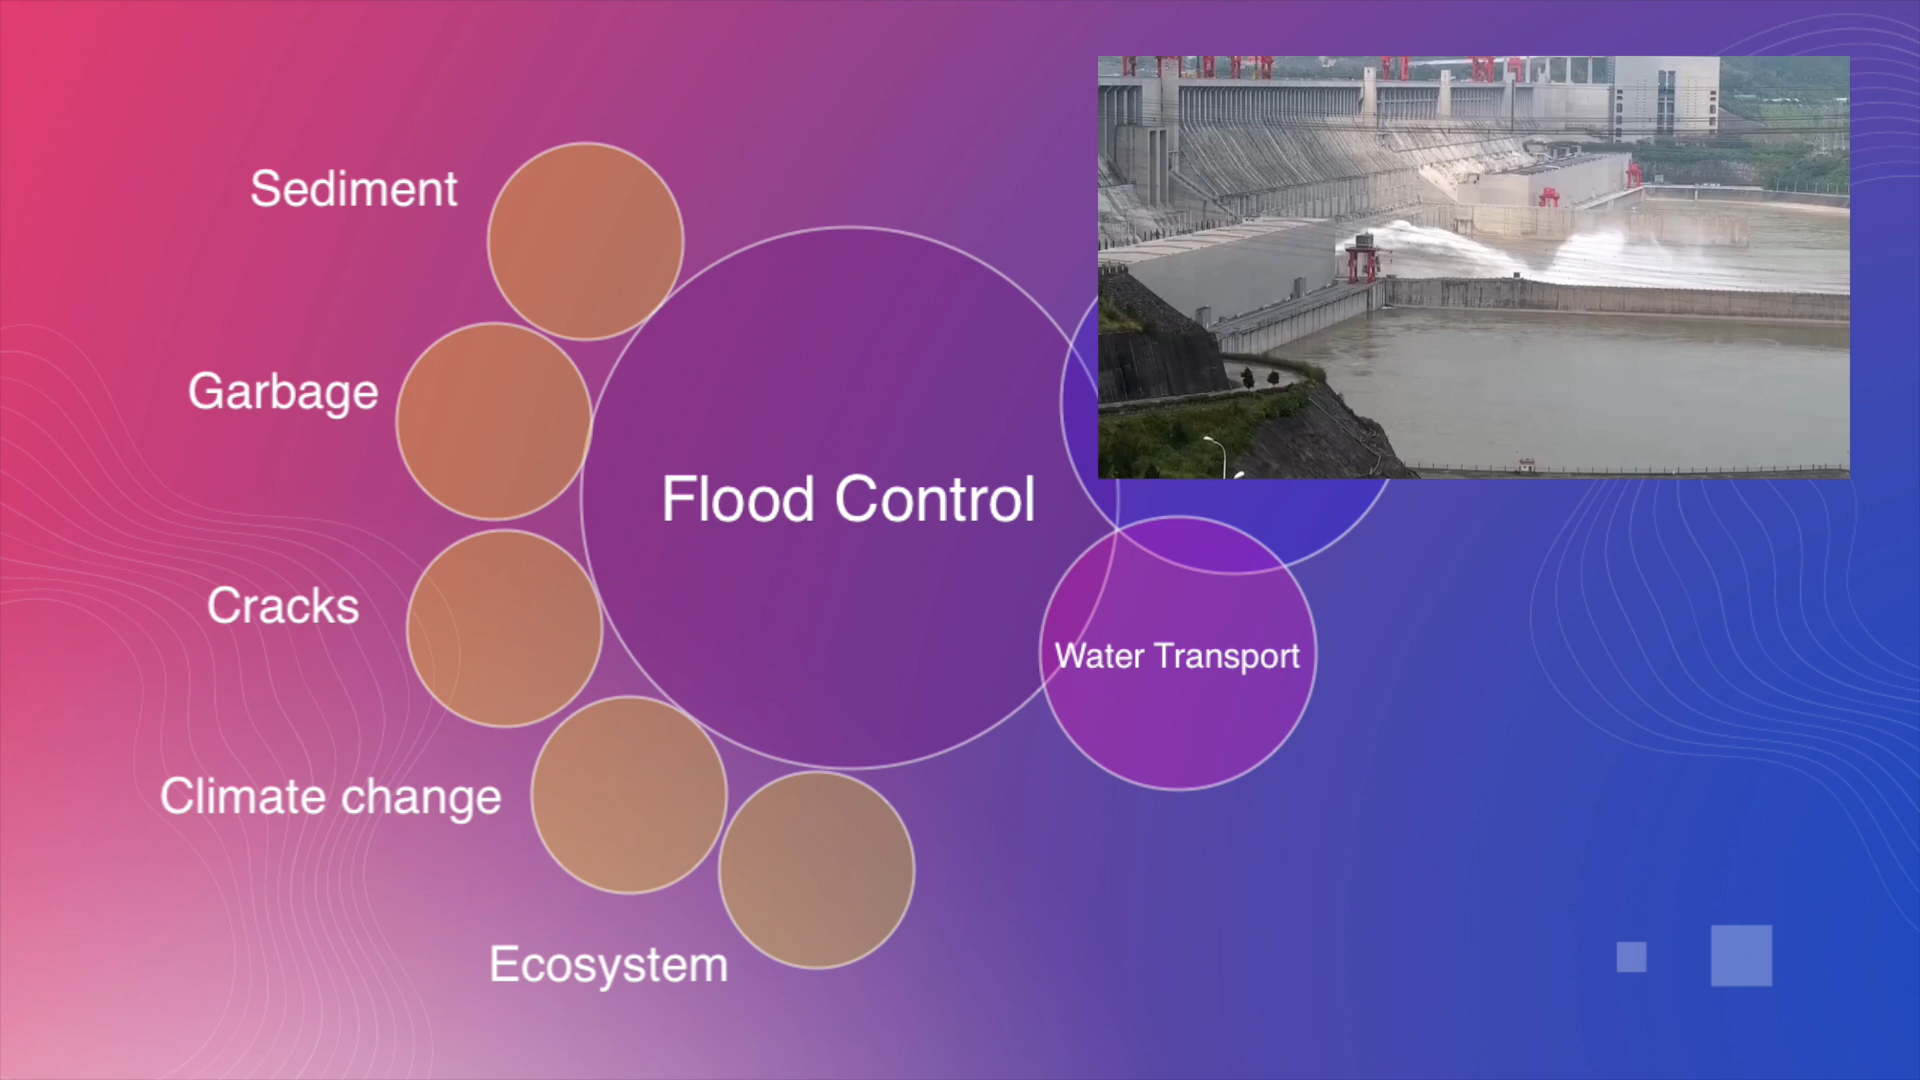 Sediment
Garbage
Flood Control
Cracks
Water Transport
Climate change
Ecosystem